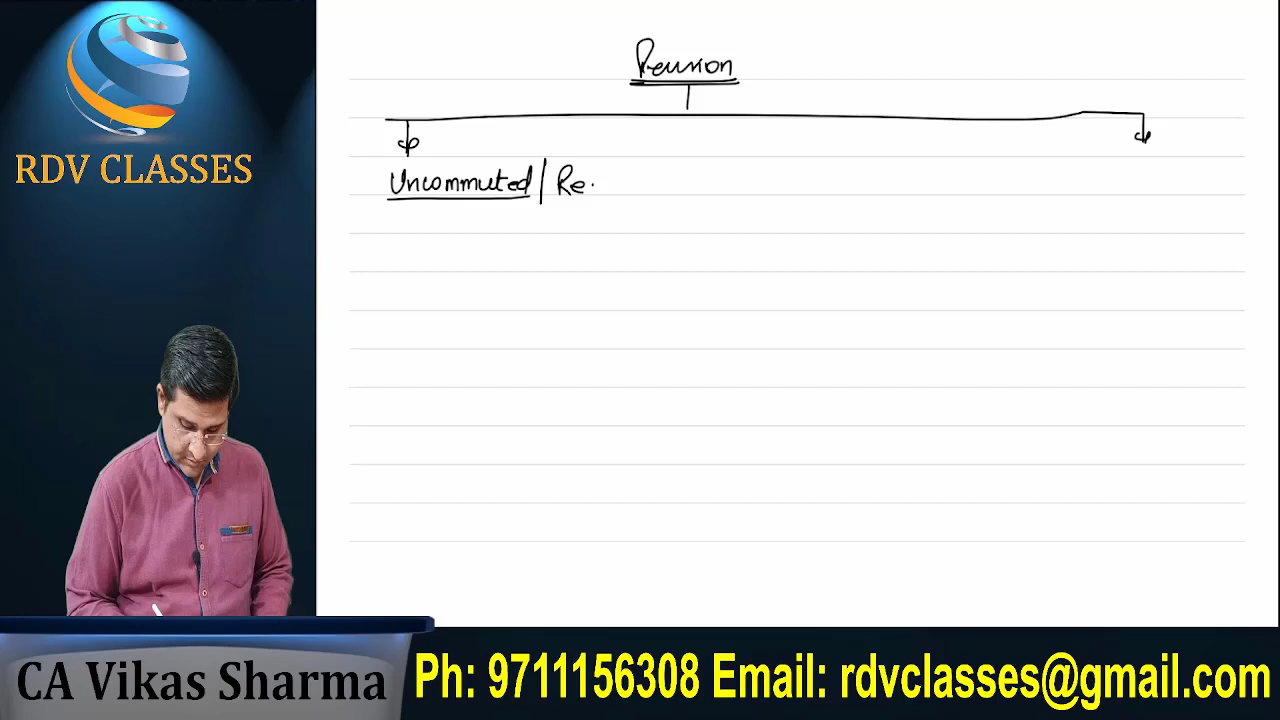 Pension
Uncommuted | Re.
RDV CLASSES
CA Vikas Sharma
Ph: 9711156308 Email: rdvclasses@gmail.com